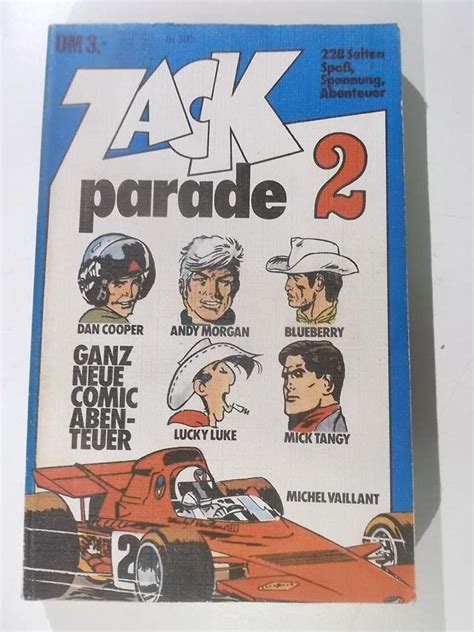 DM 3.-
228 Seiten
Spaß,
Spannung,
Abenteuer
ZACK
parade 2
DAN COOPER
ANDY MORGAN
BLUEBERRY
GANZ
NEUE
COMIC
ABEN-
TEUER
LUCKY LUKE
MICK TANGY
MICHEL VAILLANT
2